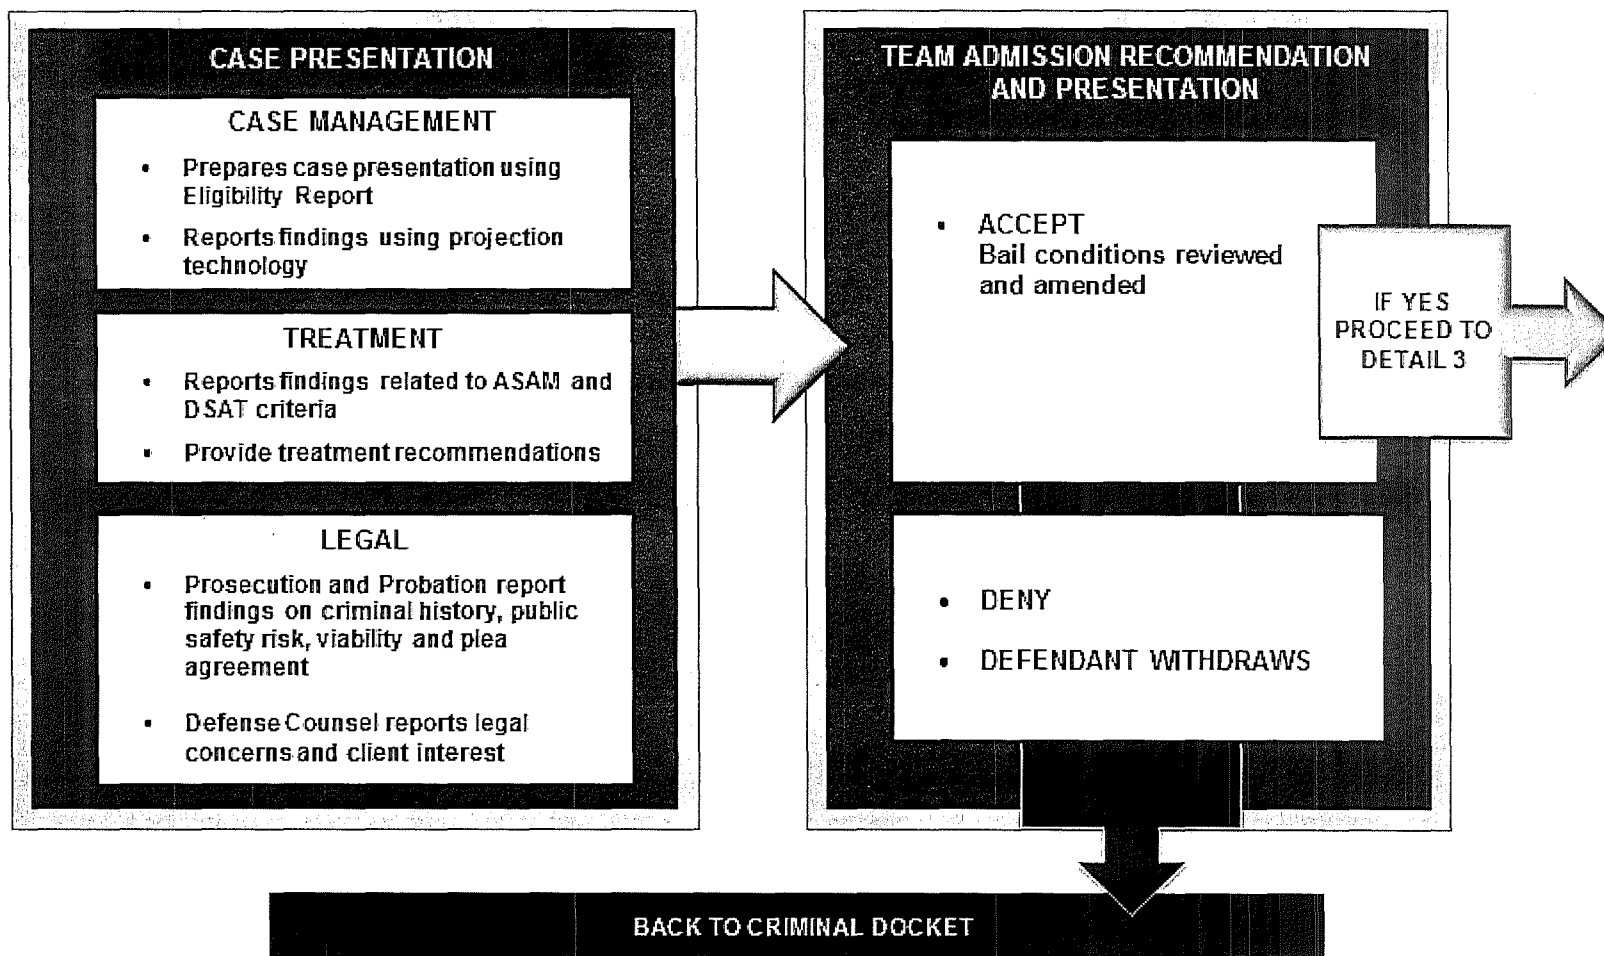 CASE PRESENTATION
CASE MANAGEMENT
• Prepares case presentation using
Eligibility Report
• Reports findings using projection
technology
TREATMENT
• Reports findings related to ASAM and
DSAT criteria
• Provide treatment recommendations
LEGAL
• Prosecution and Probation report
findings on criminal history, public
safety risk, viability and plea
agreement
• Defense Counsel reports legal
concerns and client interest
TEAM ADMISSION RECOMMENDATION
AND PRESENTATION
• ACCEPT
Bail conditions reviewed
and amended
IF YES
PROCEED TO
DETAIL 3
• DENY
• DEFENDANT WITHDRAWS
BACK TO CRIMINAL DOCKET